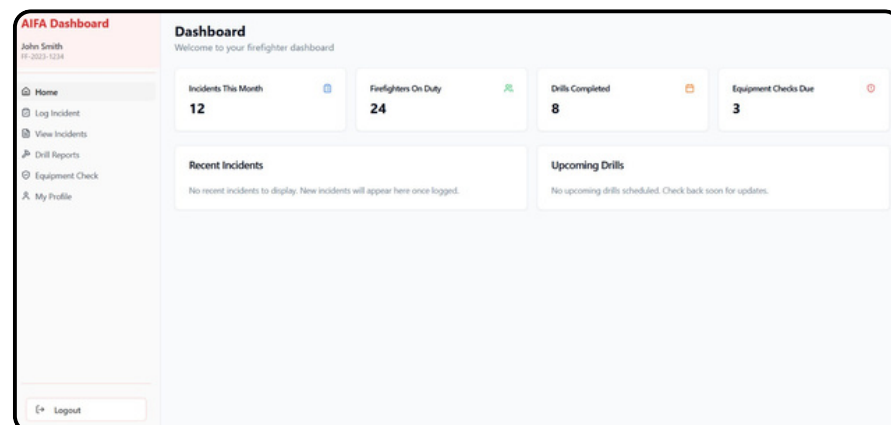 AIFA Dashboard
John Smith
FF-2023-1234
Home
Log Incident
View Incidents
Drill Reports
Equipment Check
My Profile
Logout
Dashboard
Welcome to your firefighter dashboard
Incidents This Month
12
Firefighters On Duty
24
Drills Completed
8
Equipment Checks Due
3
Recent Incidents
No recent incidents to display. New incidents will appear here once logged.
Upcoming Drills
No upcoming drills scheduled. Check back soon for updates.